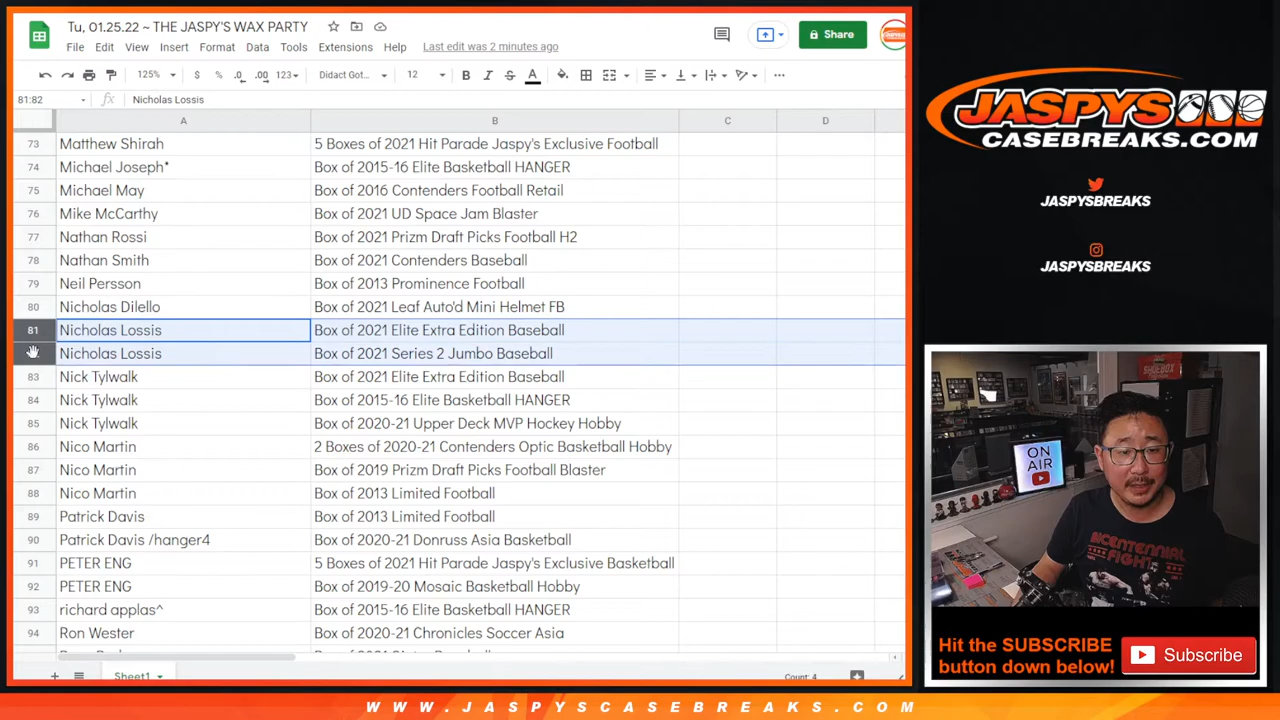 Tu, 01.25.22 ~ THE JASPY'S WAX PARTY
File Edit View Insert Format Data Tools Extensions Help Last edit was 2 minutes ago
Share
125% $ % .0 .00 123 Didact Got... 12 B I S A
81:82 fx Nicholas Lossis
A B C D
73 Matthew Shirah 5 Boxes of 2021 Hit Parade Jaspy's Exclusive Football
74 Michael Joseph* Box of 2015-16 Elite Basketball HANGER
75 Michael May Box of 2016 Contenders Football Retail
76 Mike McCarthy Box of 2021 UD Space Jam Blaster
77 Nathan Rossi Box of 2021 Prizm Draft Picks Football H2
78 Nathan Smith Box of 2021 Contenders Baseball
79 Neil Persson Box of 2013 Prominence Football
80 Nicholas Dilello Box of 2021 Leaf Auto'd Mini Helmet FB
81 Nicholas Lossis Box of 2021 Elite Extra Edition Baseball
Nicholas Lossis Box of 2021 Series 2 Jumbo Baseball
83 Nick Tylwalk Box of 2021 Elite Extra Edition Baseball
84 Nick Tylwalk Box of 2015-16 Elite Basketball HANGER
85 Nick Tylwalk Box of 2020-21 Upper Deck MVP Hockey Hobby
86 Nico Martin 2 Boxes of 2020-21 Contenders Optic Basketball Hobby
87 Nico Martin Box of 2019 Prizm Draft Picks Football Blaster
88 Nico Martin Box of 2013 Limited Football
89 Patrick Davis Box of 2013 Limited Football
90 Patrick Davis /hanger4 Box of 2020-21 Donruss Asia Basketball
91 PETER ENG 5 Boxes of 2021 Hit Parade Jaspy's Exclusive Basketball
92 PETER ENG Box of 2019-20 Mosaic Basketball Hobby
93 richard applas^ Box of 2015-16 Elite Basketball HANGER
94 Ron Wester Box of 2020-21 Chronicles Soccer Asia
Sheet1 Count: 4
JASPYS
CASEBREAKS.COM
JASPYSBREAKS
JASPYSBREAKS
ON
AIR
SHOEBOX
BICENTENNIAL
FIGHT
Hit the SUBSCRIBE
button down below!
Subscribe
WWW.JASPYSCASEBREAKS.COM